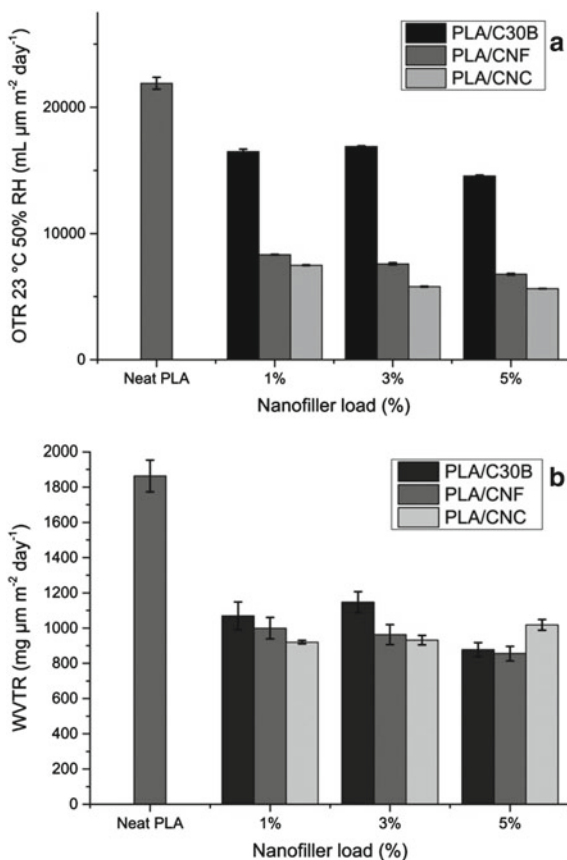 PLA/C30B
PLA/CNF
PLA/CNC
a
OTR 23 °C 50% RH (mL µm m⁻² day⁻¹)
20000
10000
0
Neat PLA 1% 3% 5%
Nanofiller load (%)
PLA/C30B
PLA/CNF
PLA/CNC
b
WVTR (mg µm m⁻² day⁻¹)
2000
1800
1600
1400
1200
1000
800
600
400
200
0
Neat PLA 1% 3% 5%
Nanofiller load (%)